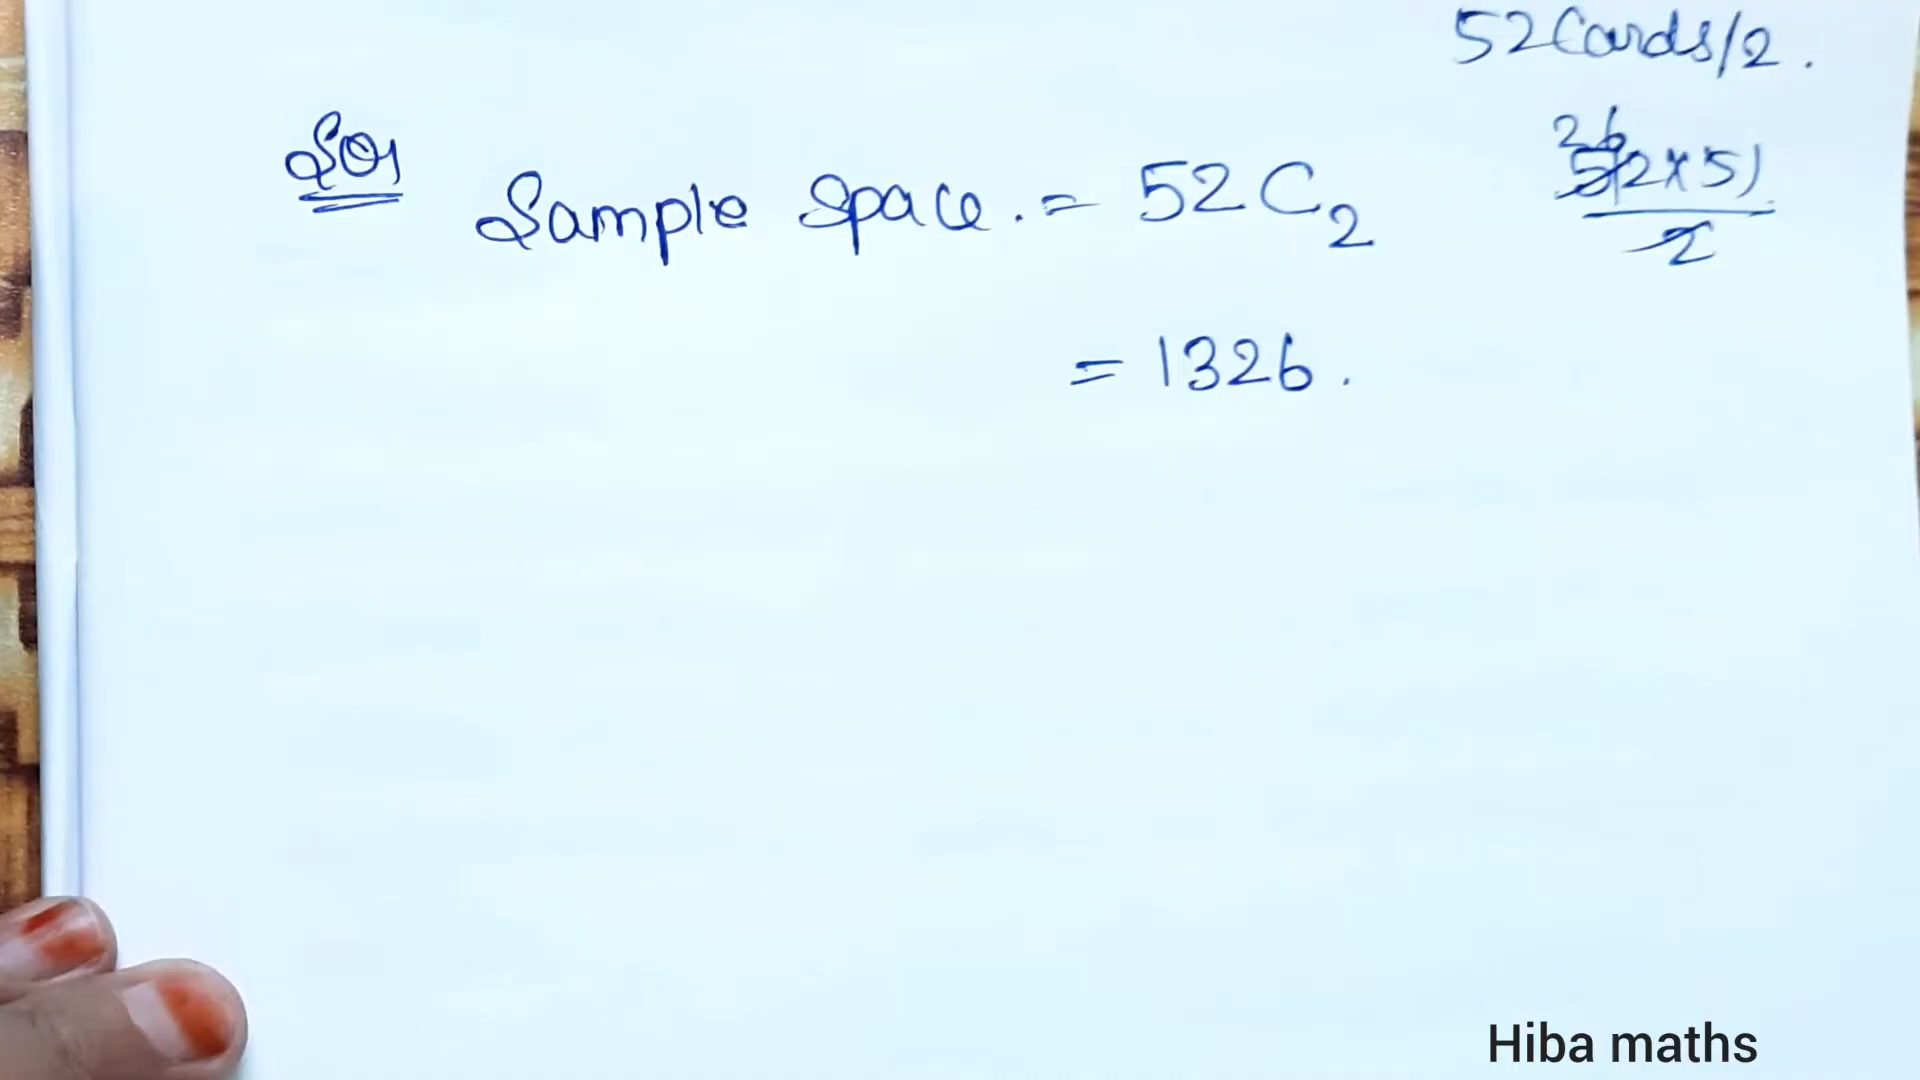 52 Cards/2.
Sol
Sample Space. = 52C₂
26
52 x 51
2
= 1326.
Hiba maths